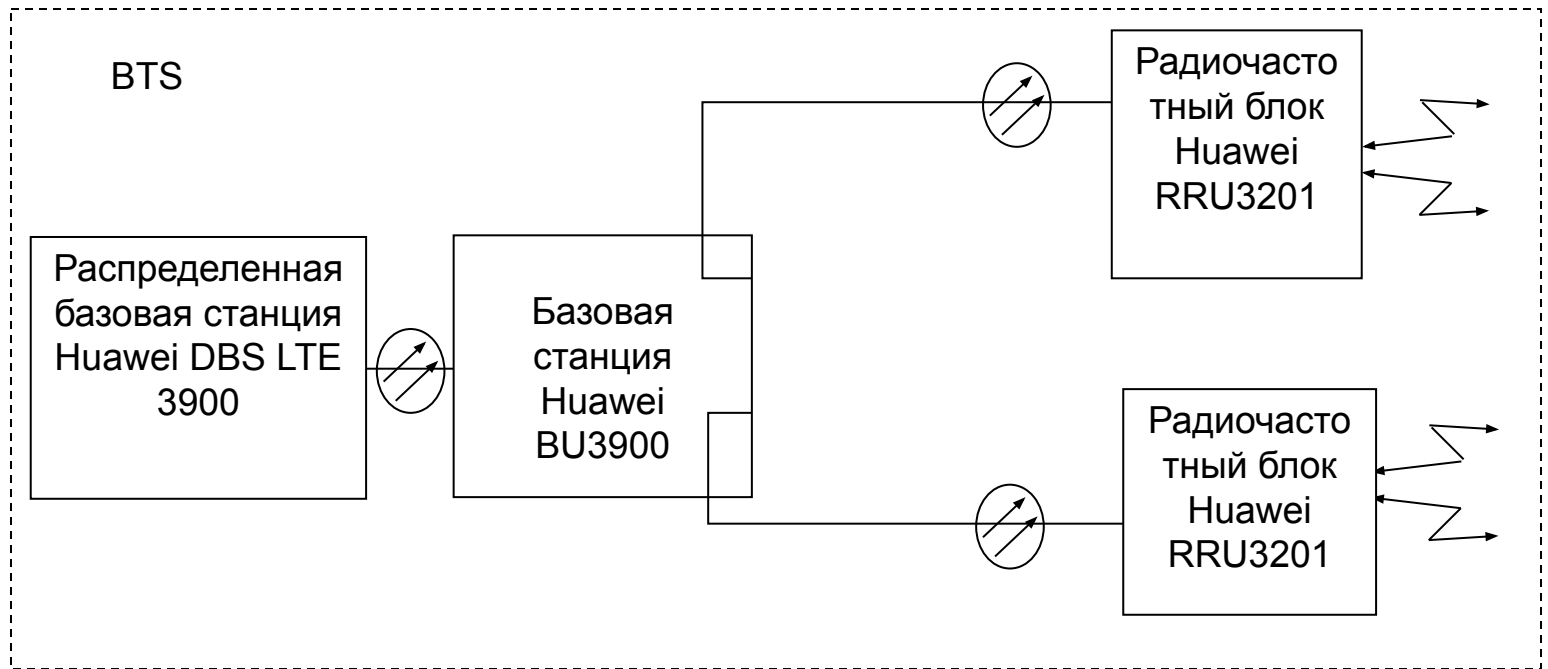 BTS
Распределенная
базовая станция
Huawei DBS LTE
3900
Базовая
станция
Huawei
BU3900
Радиочасто
тный блок
Huawei
RRU3201
Радиочасто
тный блок
Huawei
RRU3201